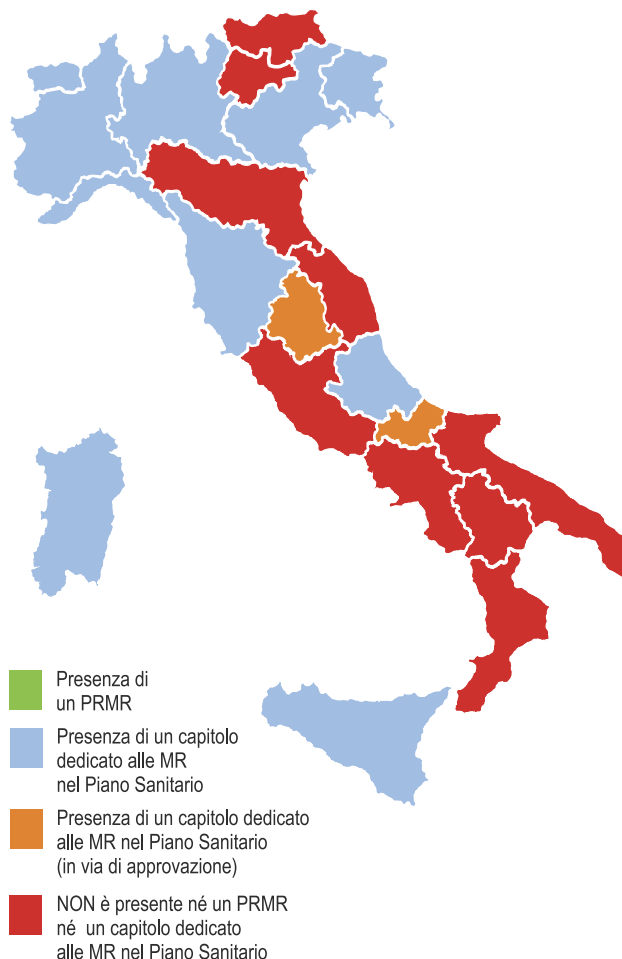 Presenza di
un PRMR
Presenza di un capitolo
dedicato alle MR
nel Piano Sanitario
Presenza di un capitolo dedicato
alle MR nel Piano Sanitario
(in via di approvazione)
NON è presente né un PRMR
né un capitolo dedicato
alle MR nel Piano Sanitario